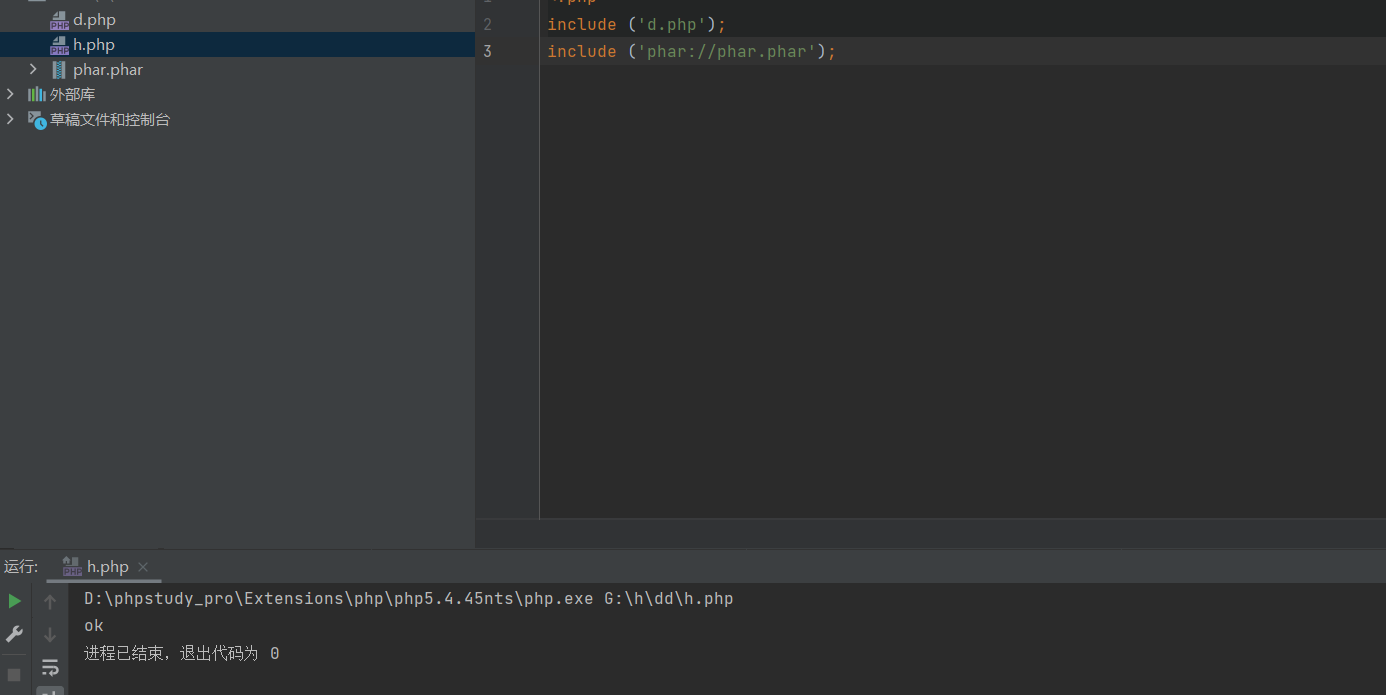 d.php
h.php
phar.phar
外部库
草稿文件和控制台
2 include ('d.php');
3 include ('phar://phar.phar');
运行: h.php
D:\phpstudy_pro\Extensions\php\php5.4.45nts\php.exe G:\h\dd\h.php
ok
进程已结束，退出代码为 0